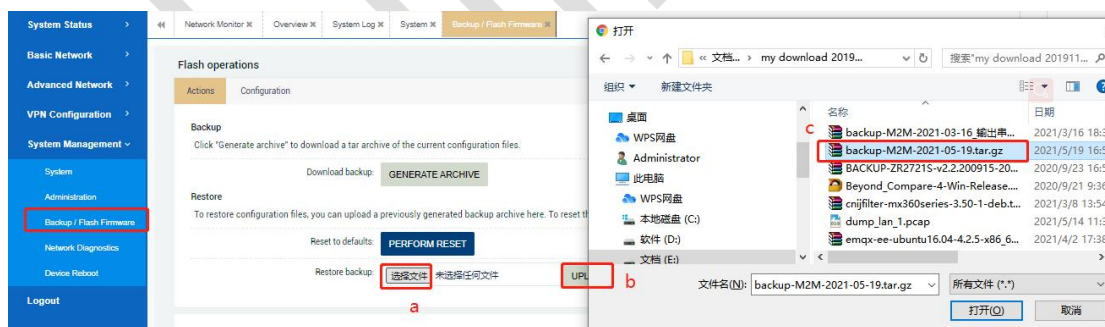 System Status
Basic Network
Advanced Network
VPN Configuration
System Management
System
Administration
Backup / Flash Firmware
Network Diagnostics
Device Reboot
Logout
Network Monitor Overview System Log System Backup / Flash Firmware
Flash operations
Actions Configuration
Backup
Click "Generate archive" to download a tar archive of the current configuration files.
Download backup: GENERATE ARCHIVE
Restore
To restore configuration files, you can upload a previously generated backup archive here. To reset th
Reset to defaults: PERFORM RESET
Restore backup: 选择文件 未选择任何文件 UPL
a
b
c
打开
« 文档... › my download 2019... 搜索"my download 201911...
组织 新建文件夹
桌面
WPS网盘
Administrator
此电脑
WPS网盘
本地磁盘 (C:)
软件 (D:)
文档 (E:)
名称 日期
backup-M2M-2021-03-16_输出串... 2021/3/16 18:3
backup-M2M-2021-05-19.tar.gz 2021/5/19 16:5
BACKUP-ZR2721S-v2.2.200915-20... 2020/9/23 16:5
Beyond_Compare-4-Win-Release.... 2020/9/21 9:36
cnijfilter-mx360series-3.50-1-deb.t... 2021/3/8 13:54
dump_lan_1.pcap 2021/5/14 11:3
emqx-ee-ubuntu16.04-4.2.5-x86_6... 2021/4/2 17:38
文件名(N): backup-M2M-2021-05-19.tar.gz 所有文件 (*.*)
打开(O) 取消